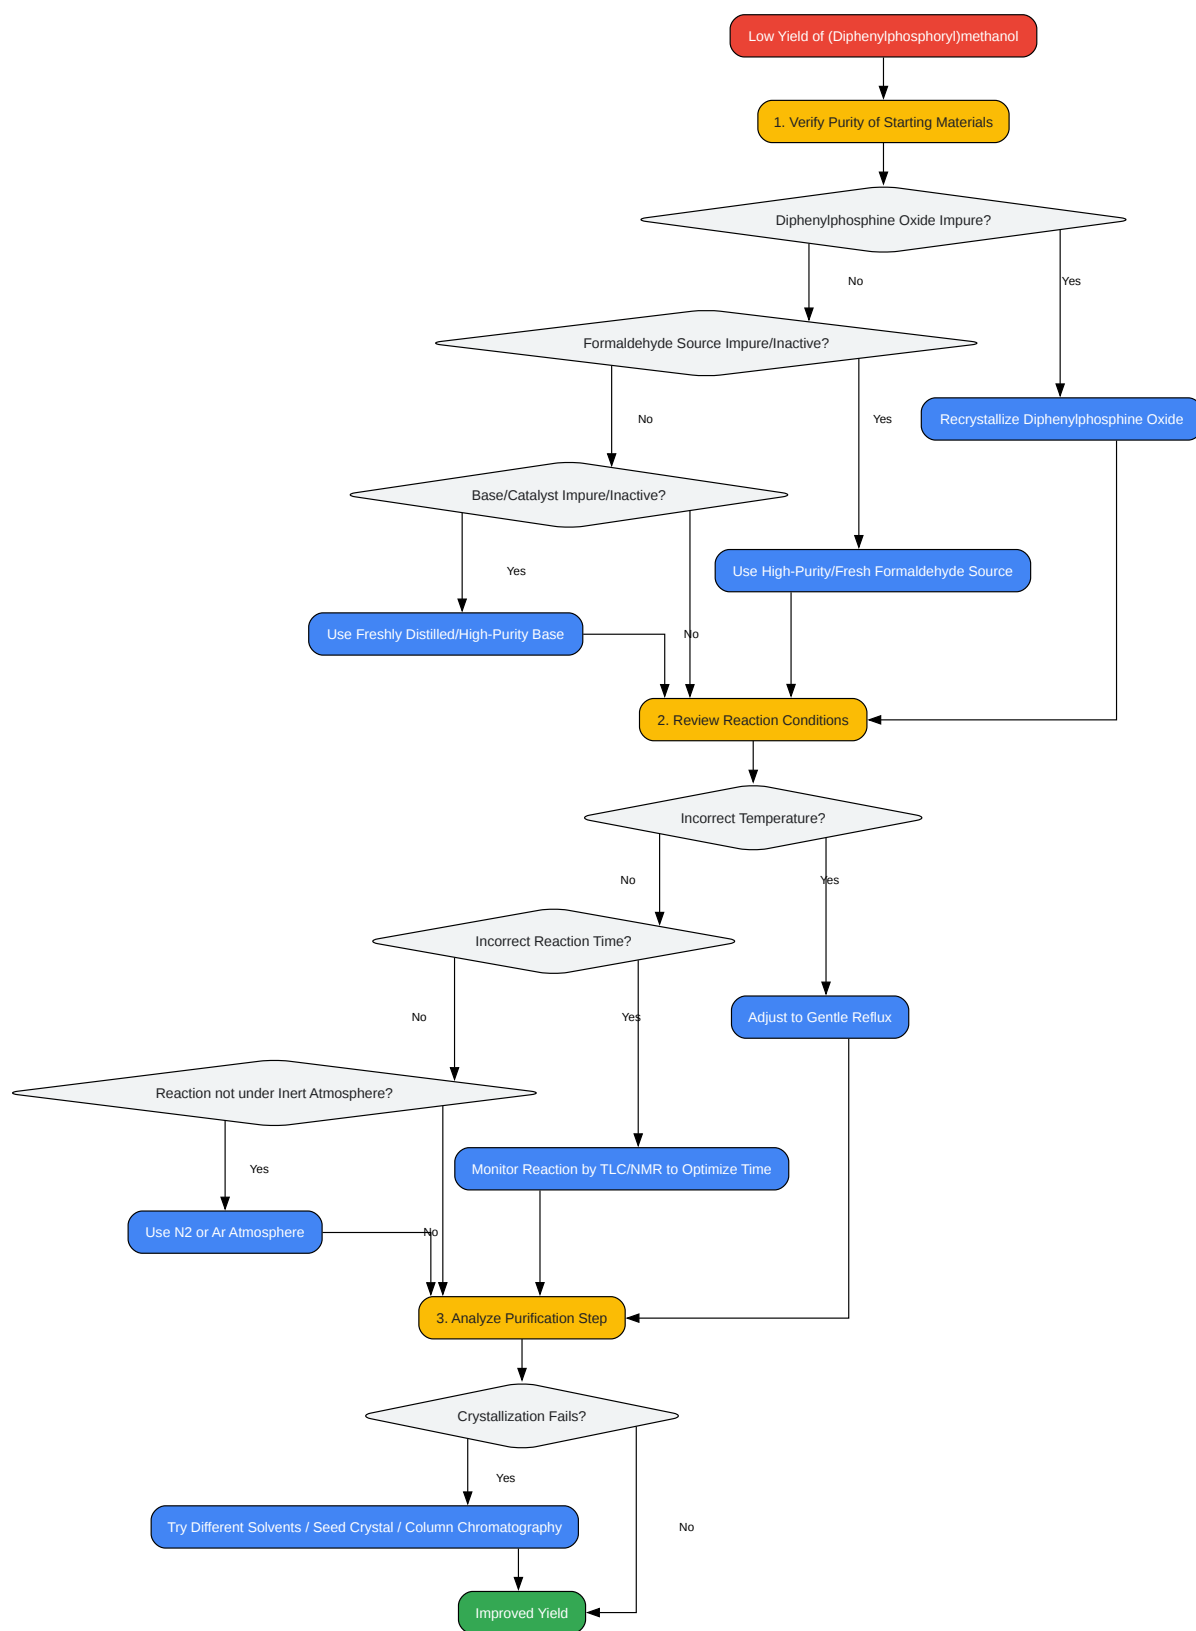 Low Yield of (Diphenylphosphoryl)methanol
1. Verify Purity of Starting Materials
Diphenylphosphine Oxide Impure?
No
Yes
Formaldehyde Source Impure/Inactive?
No
Yes
Recrystallize Diphenylphosphine Oxide
Base/Catalyst Impure/Inactive?
Yes
Use High-Purity/Fresh Formaldehyde Source
Use Freshly Distilled/High-Purity Base
No
2. Review Reaction Conditions
Incorrect Temperature?
No
Yes
Incorrect Reaction Time?
No
Yes
Adjust to Gentle Reflux
Reaction not under Inert Atmosphere?
Yes
Monitor Reaction by TLC/NMR to Optimize Time
Use N2 or Ar Atmosphere
No
3. Analyze Purification Step
Crystallization Fails?
Yes
Try Different Solvents / Seed Crystal / Column Chromatography
No
Improved Yield